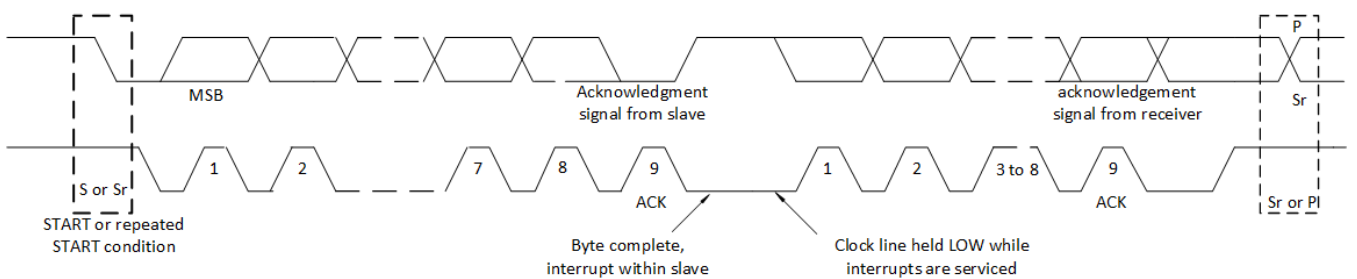 P
MSB
Acknowledgment
signal from slave
acknowledgement
signal from receiver
Sr
S or Sr
1
2
7
8
9
ACK
1
2
3 to 8
9
ACK
Sr or P
START or repeated
START condition
Byte complete,
interrupt within slave
Clock line held LOW while
interrupts are serviced